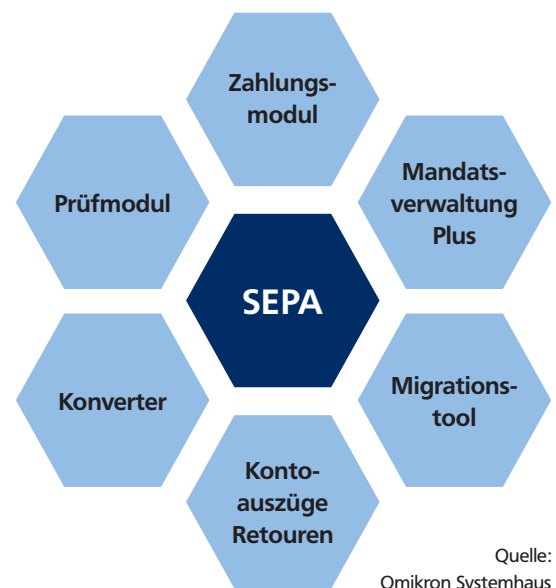 Zahlungs-
modul
Mandats-
verwaltung
Plus
Prüfmodul
SEPA
Konverter
Migrations-
tool
Konto-
auszüge
Retouren
Quelle:
Omikron Systemhaus